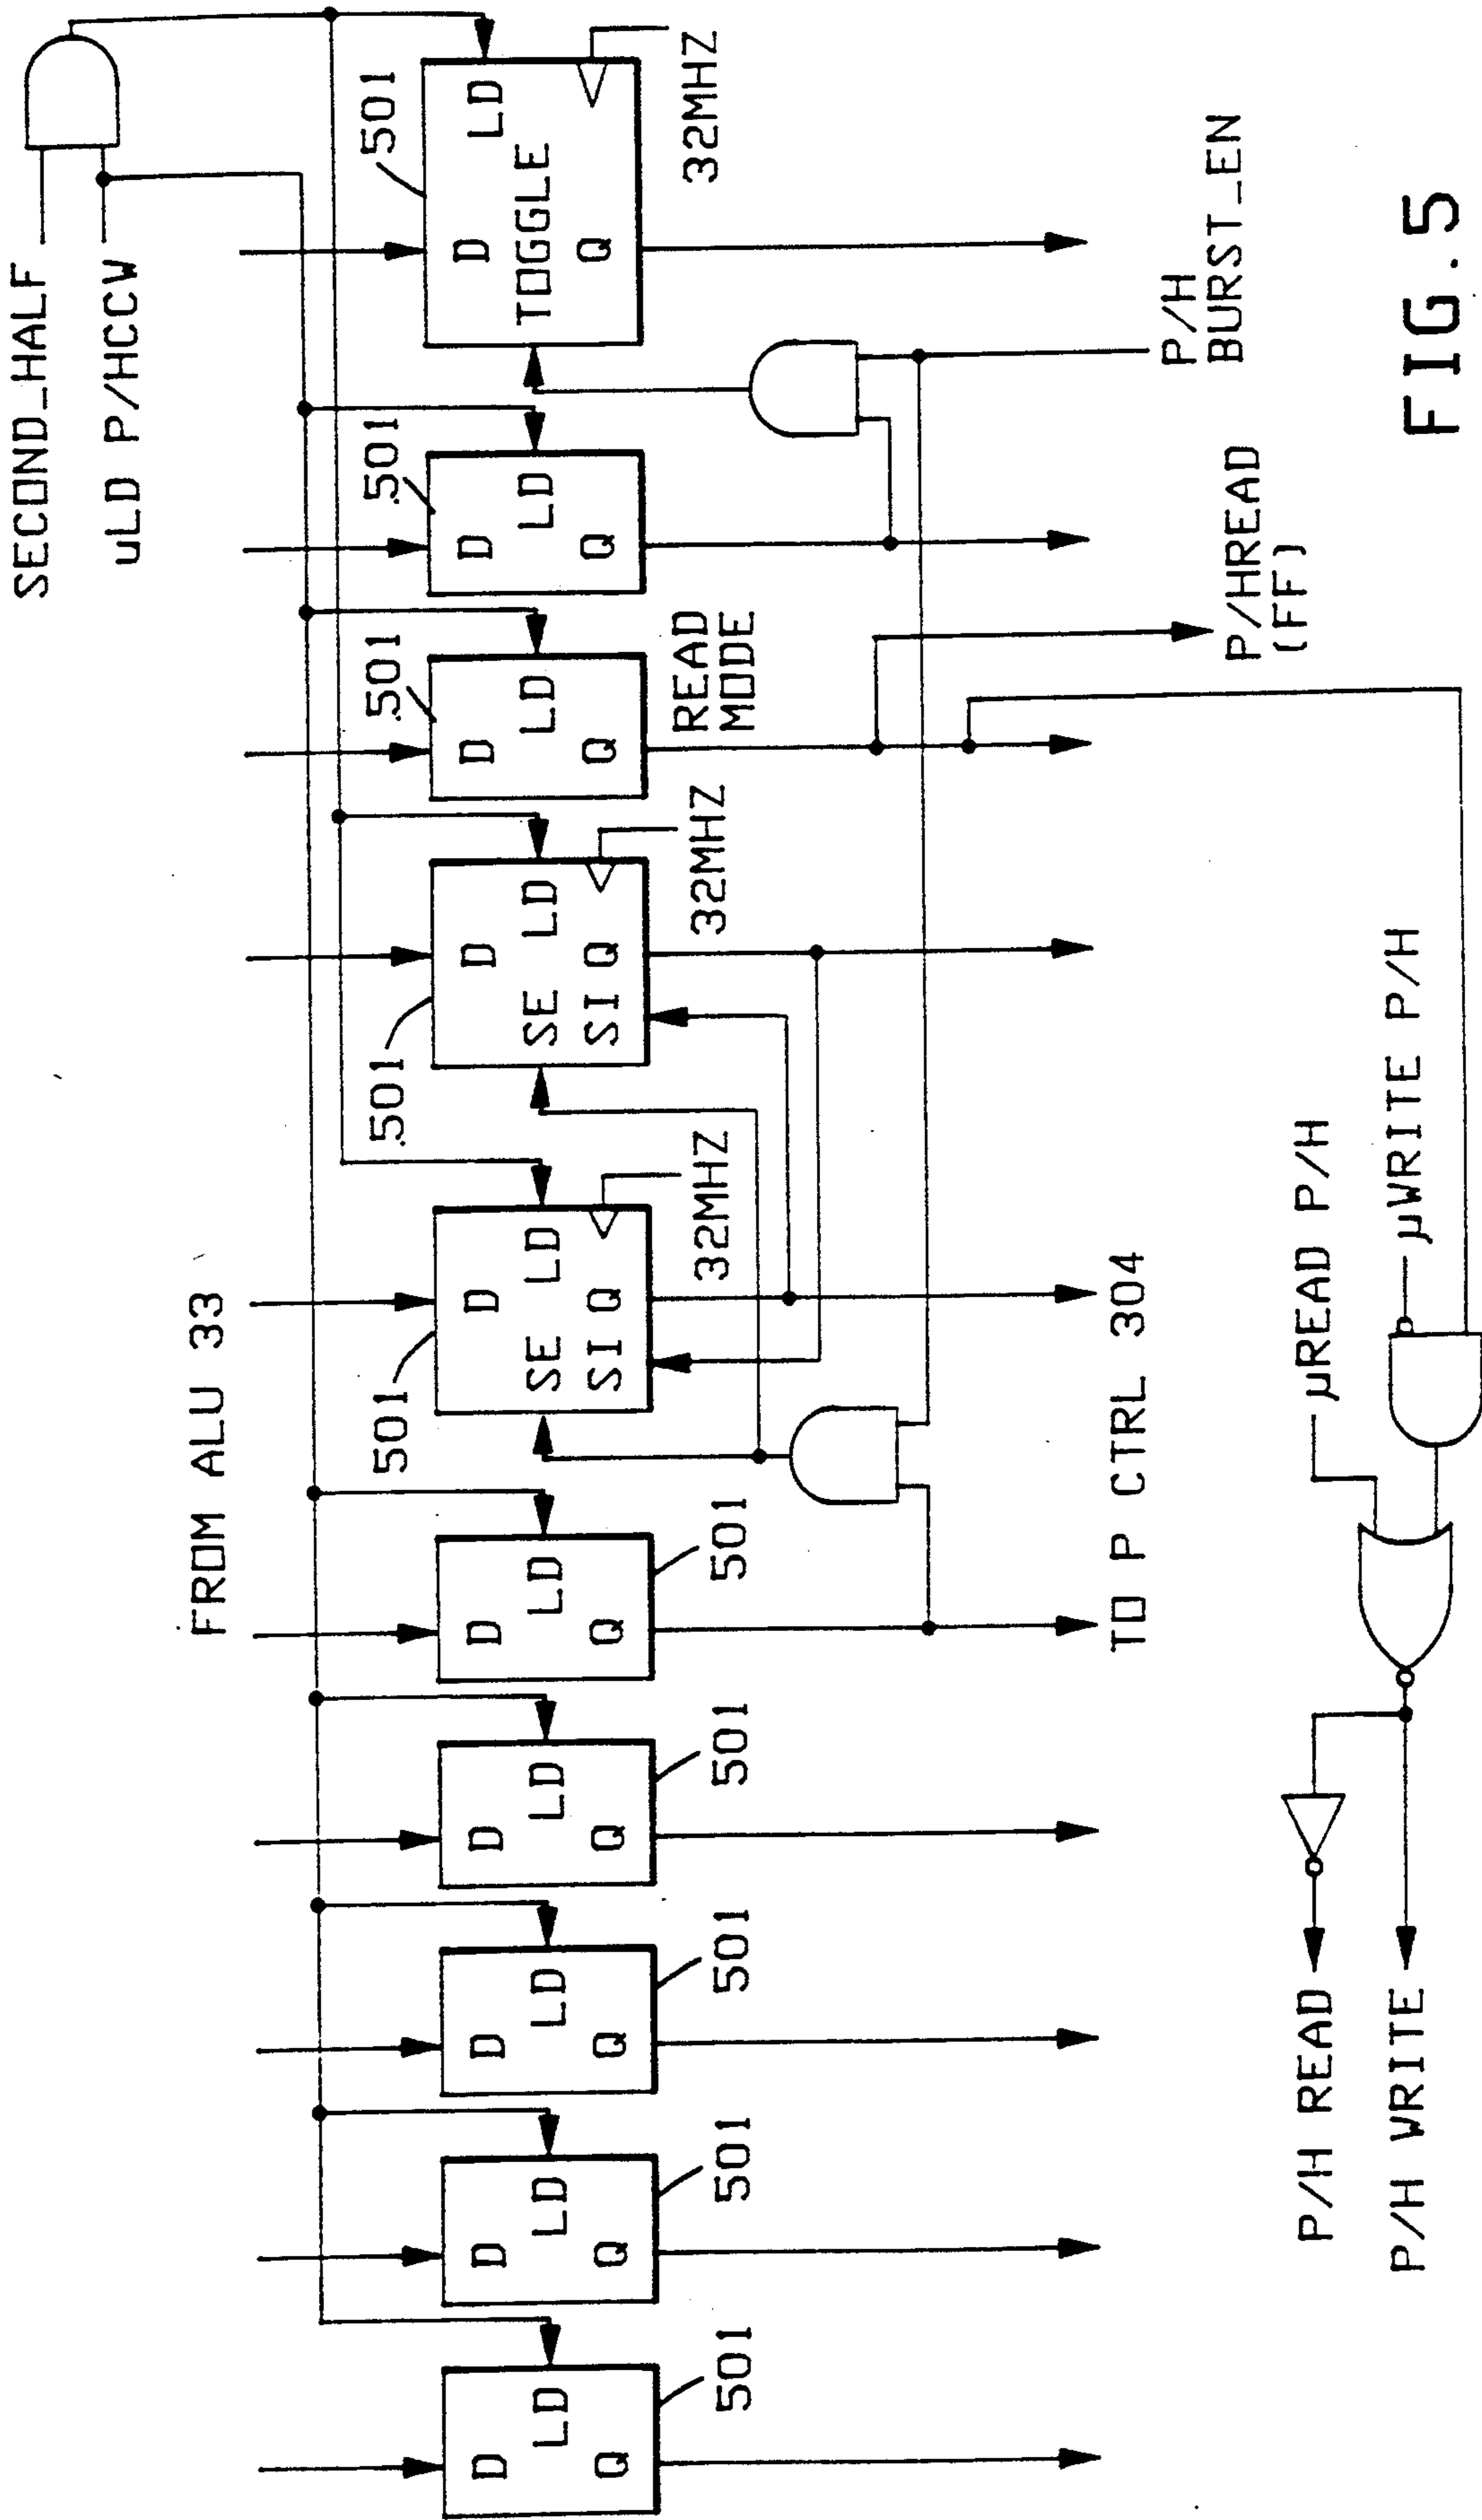 SECOND_HALF
uLD P/HCCW
FROM ALU 33
D
LD
Q
501
D
LD
Q
501
D
LD
Q
501
D
LD
Q
501
D
LD
Q
501
501
D
SE LD
SI Q
32MHZ
501
D
SE LD
SI Q
32MHZ
501
D
LD
Q
READ
MODE
501
D
LD
Q
501
D LD
TOGGLE
Q
32MHZ
TO P CTRL 304
P/HREAD
(FF)
P/H
BURST_EN
P/H READ
P/H WRITE
μREAD P/H
μWRITE P/H
FIG.5